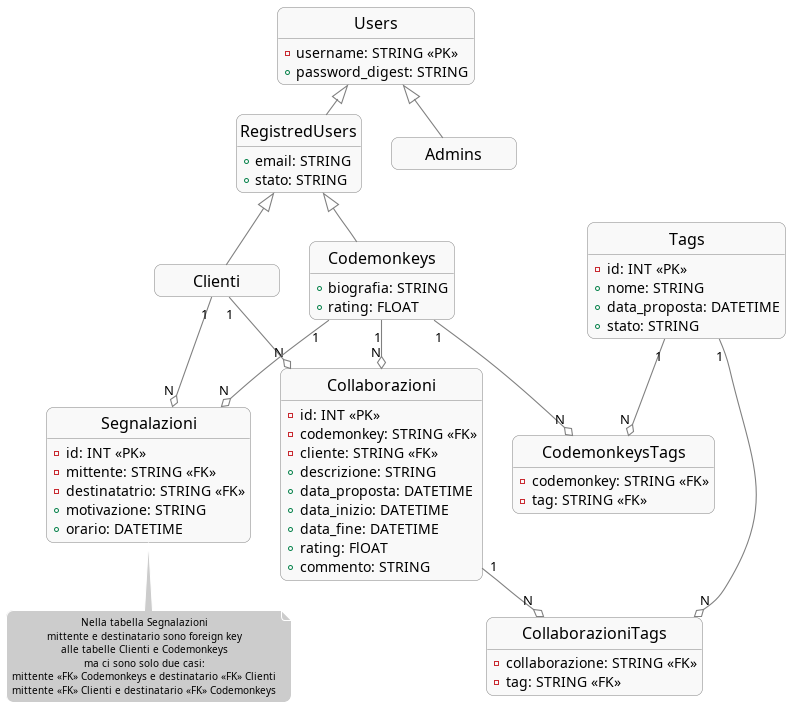 Users
username: STRING «PK»
password_digest: STRING
RegistredUsers
email: STRING
stato: STRING
Admins
Clienti
Codemonkeys
biografia: STRING
rating: FLOAT
Tags
id: INT «PK»
nome: STRING
data_proposta: DATETIME
stato: STRING
1
1
1
1
1
1
1
N
N
N
N
N
N
Segnalazioni
id: INT «PK»
mittente: STRING «FK»
destinatatrio: STRING «FK»
motivazione: STRING
orario: DATETIME
Collaborazioni
id: INT «PK»
codemonkey: STRING «FK»
cliente: STRING «FK»
descrizione: STRING
data_proposta: DATETIME
data_inizio: DATETIME
data_fine: DATETIME
rating: FlOAT
commento: STRING
CodemonkeysTags
codemonkey: STRING «FK»
tag: STRING «FK»
1
N
N
CollaborazioniTags
collaborazione: STRING «FK»
tag: STRING «FK»
Nella tabella Segnalazioni
mittente e destinatario sono foreign key
alle tabelle Clienti e Codemonkeys
ma ci sono solo due casi:
mittente «FK» Codemonkeys e destinatario «FK» Clienti
mittente «FK» Clienti e destinatario «FK» Codemonkeys